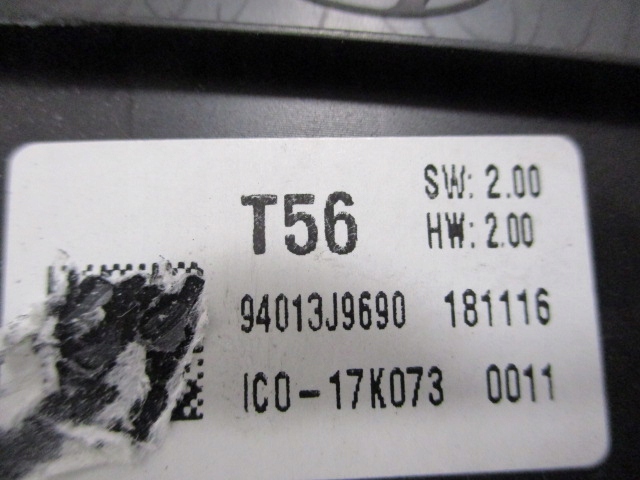 T56
SW: 2.00
HW: 2.00
94013J9690 181116
ICO-17K073 0011